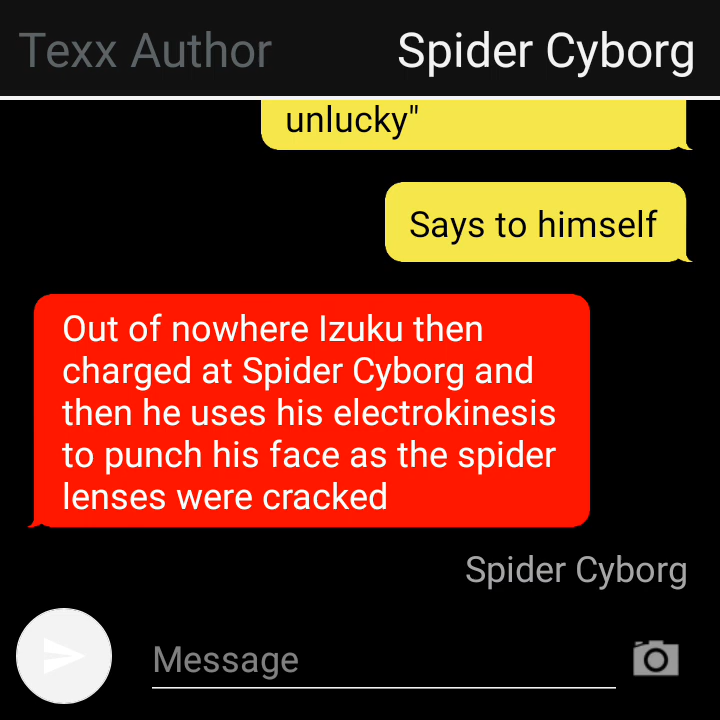 Texx Author
Spider Cyborg
unlucky"
Says to himself
Out of nowhere Izuku then
charged at Spider Cyborg and
then he uses his electrokinesis
to punch his face as the spider
lenses were cracked
Spider Cyborg
Message